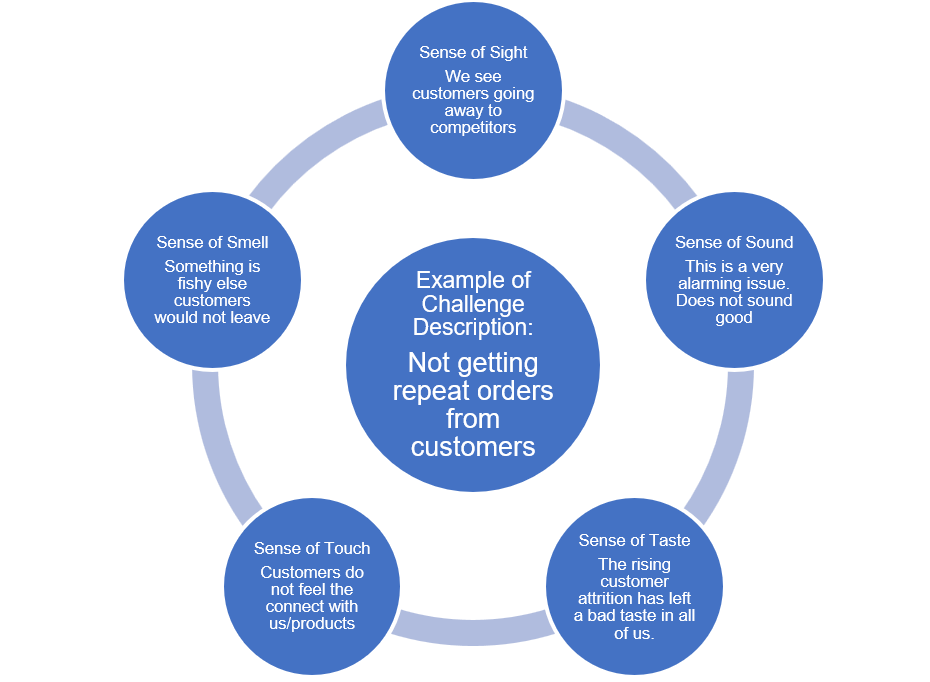 Sense of Sight
We see
customers going
away to
competitors
Sense of Smell
Something is
fishy else
customers
would not leave
Sense of Sound
This is a very
alarming issue.
Does not sound
good
Example of
Challenge
Description:
Not getting
repeat orders
from
customers
Sense of Touch
Customers do
not feel the
connect with
us/products
Sense of Taste
The rising
customer
attrition has left
a bad taste in all
of us.